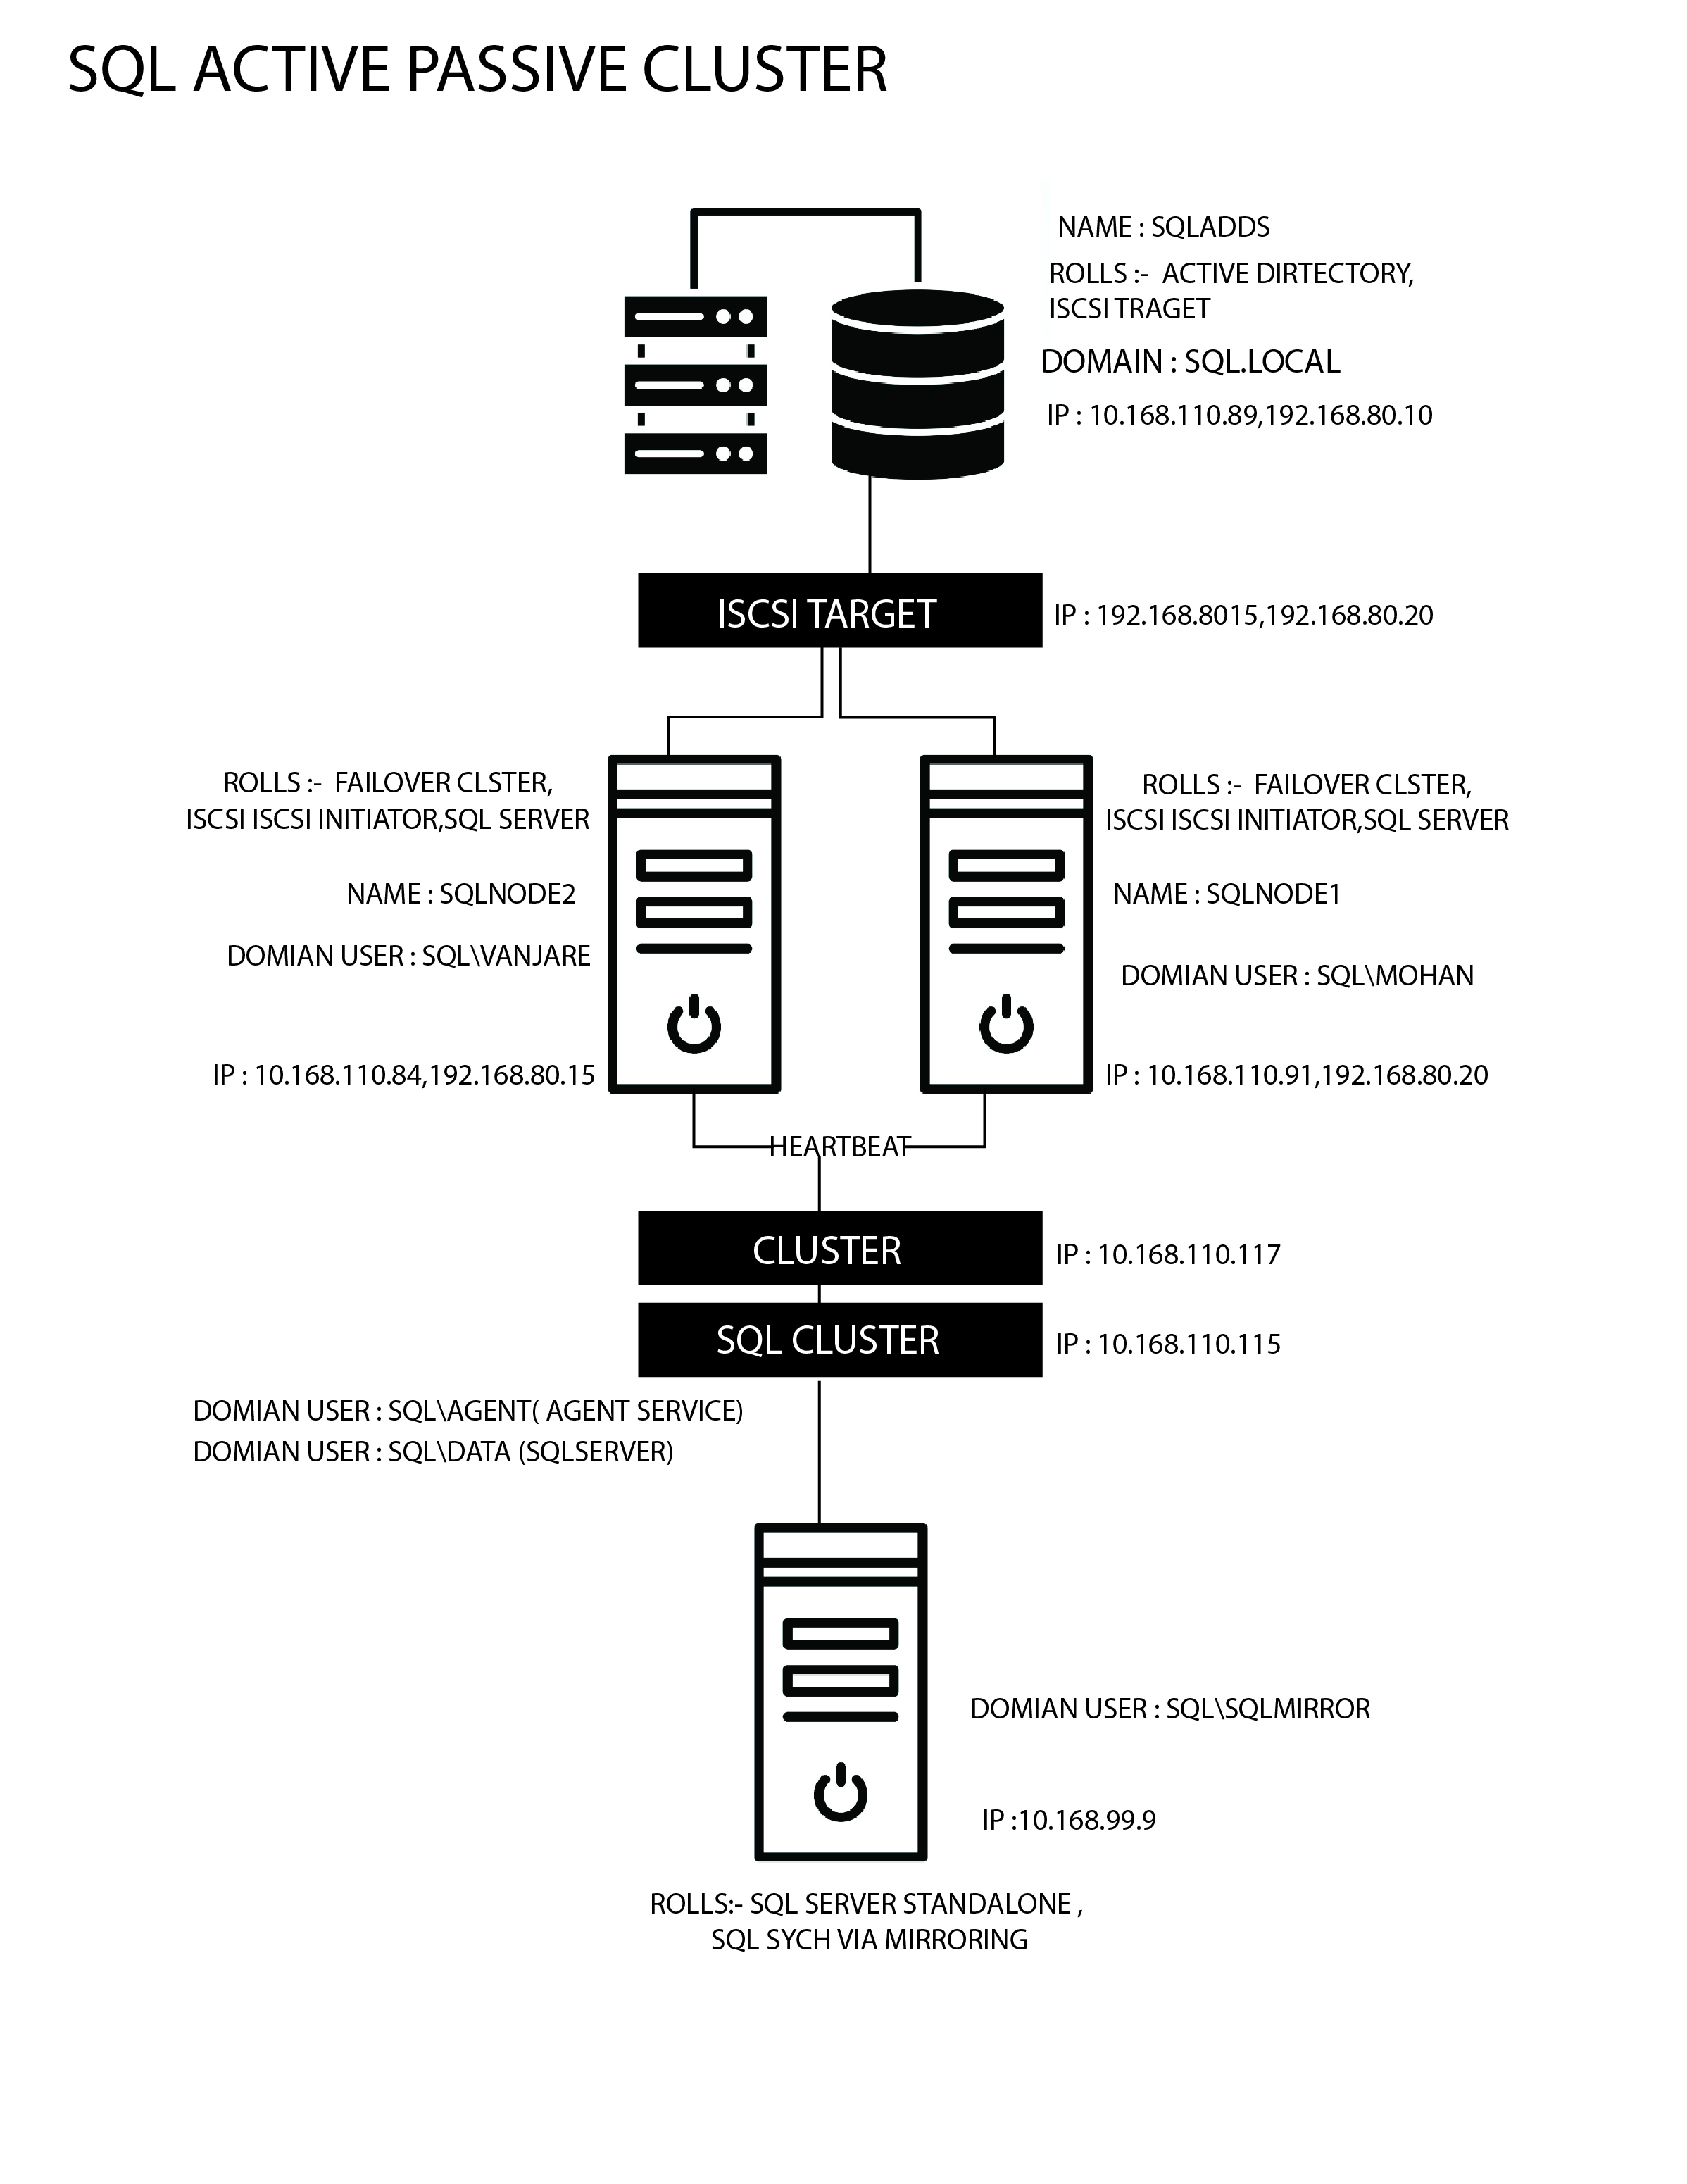 SQL ACTIVE PASSIVE CLUSTER
NAME : SQLADDS
ROLLS :- ACTIVE DIRTECTORY,
ISCSI TRAGET
DOMAIN : SQL.LOCAL
IP : 10.168.110.89,192.168.80.10
ISCSI TARGET
IP : 192.168.8015,192.168.80.20
ROLLS :- FAILOVER CLSTER,
ISCSI ISCSI INITIATOR,SQL SERVER
NAME : SQLNODE2
DOMIAN USER : SQL\VANJARE
IP : 10.168.110.84,192.168.80.15
ROLLS :- FAILOVER CLSTER,
ISCSI ISCSI INITIATOR,SQL SERVER
NAME : SQLNODE1
DOMIAN USER : SQL\MOHAN
IP : 10.168.110.91,192.168.80.20
HEARTBEAT
CLUSTER
IP : 10.168.110.117
SQL CLUSTER
IP : 10.168.110.115
DOMIAN USER : SQL\AGENT( AGENT SERVICE)
DOMIAN USER : SQL\DATA (SQLSERVER)
DOMIAN USER : SQL\SQLMIRROR
IP :10.168.99.9
ROLLS:- SQL SERVER STANDALONE ,
SQL SYCH VIA MIRRORING